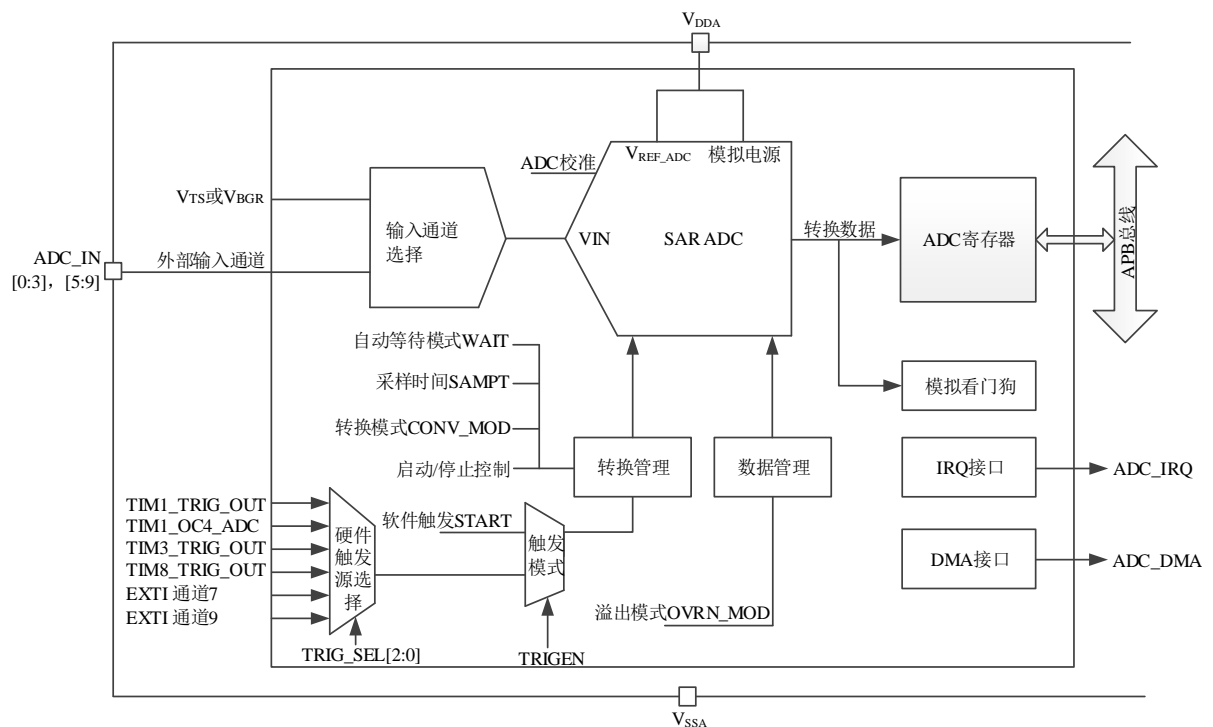 VDDA
VREF_ADC 模拟电源
ADC校准
VTS或VBGR
输入通道
选择
VIN
SAR ADC
转换数据
ADC寄存器
APB总线
ADC_IN
[0:3]，[5:9]
外部输入通道
自动等待模式WAIT
采样时间SAMPT
转换模式CONV_MOD
启动/停止控制
转换管理
数据管理
模拟看门狗
IRQ接口
ADC_IRQ
DMA接口
ADC_DMA
TIM1_TRIG_OUT
TIM1_OC4_ADC
TIM3_TRIG_OUT
TIM8_TRIG_OUT
EXTI 通道7
EXTI 通道9
硬件
触发
源选
择
软件触发START
触发
模式
溢出模式OVRN_MOD
TRIG_SEL[2:0]
TRIGEN
VSSA